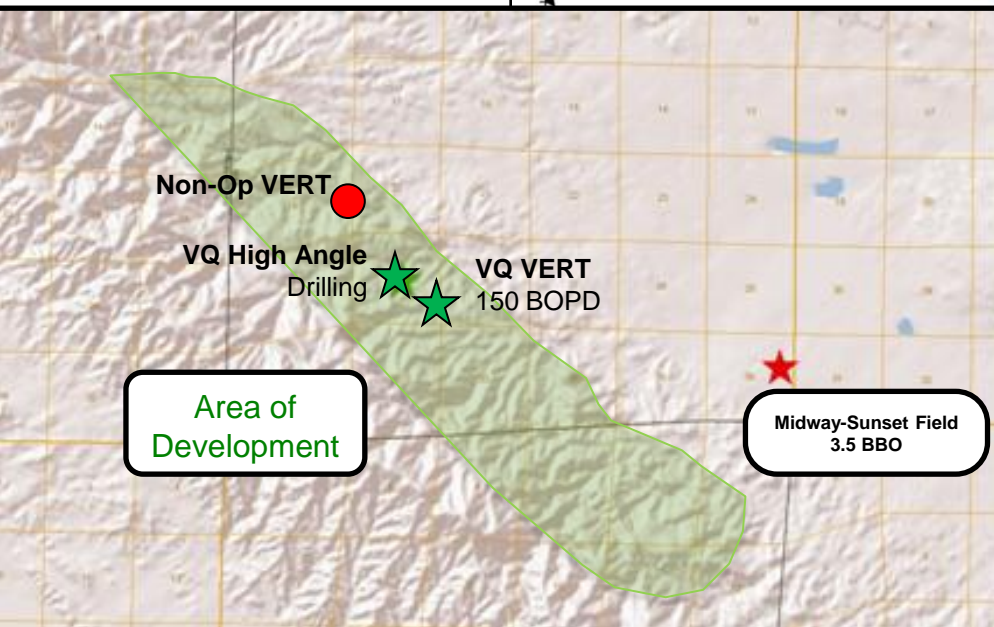 Non-Op VERT
VQ High Angle
Drilling
VQ VERT
150 BOPD
Area of
Development
Midway-Sunset Field
3.5 BBO